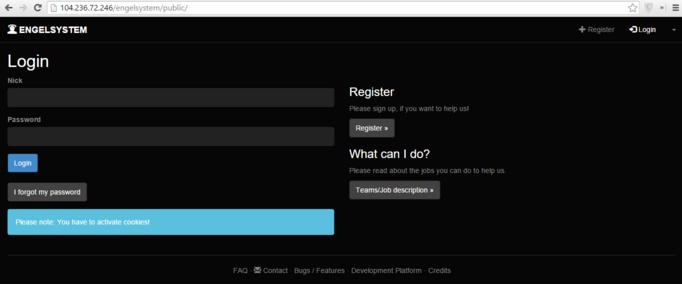 104.236.72.246/engelsystem/public/
ENGELSYSTEM
Register
Login
Login
Nick
Password
Login
I forgot my password
Please note: You have to activate cookies!
Register
Please sign up, if you want to help us!
Register »
What can I do?
Please read about the jobs you can do to help us.
Teams/Job description »
FAQ · Contact · Bugs / Features · Development Platform · Credits